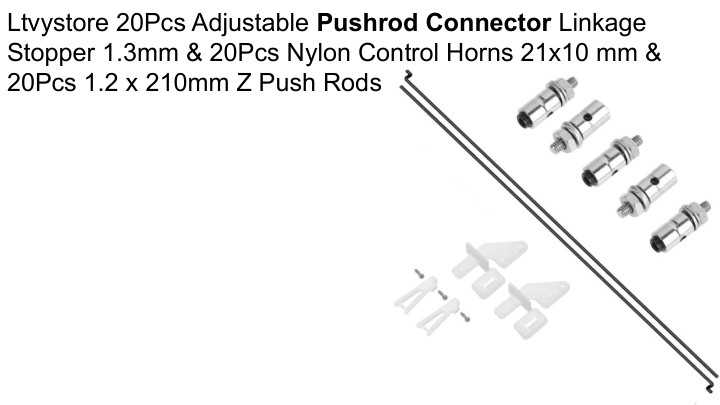 Ltvystore 20Pcs Adjustable Pushrod Connector Linkage
Stopper 1.3mm & 20Pcs Nylon Control Horns 21x10 mm &
20Pcs 1.2 x 210mm Z Push Rods